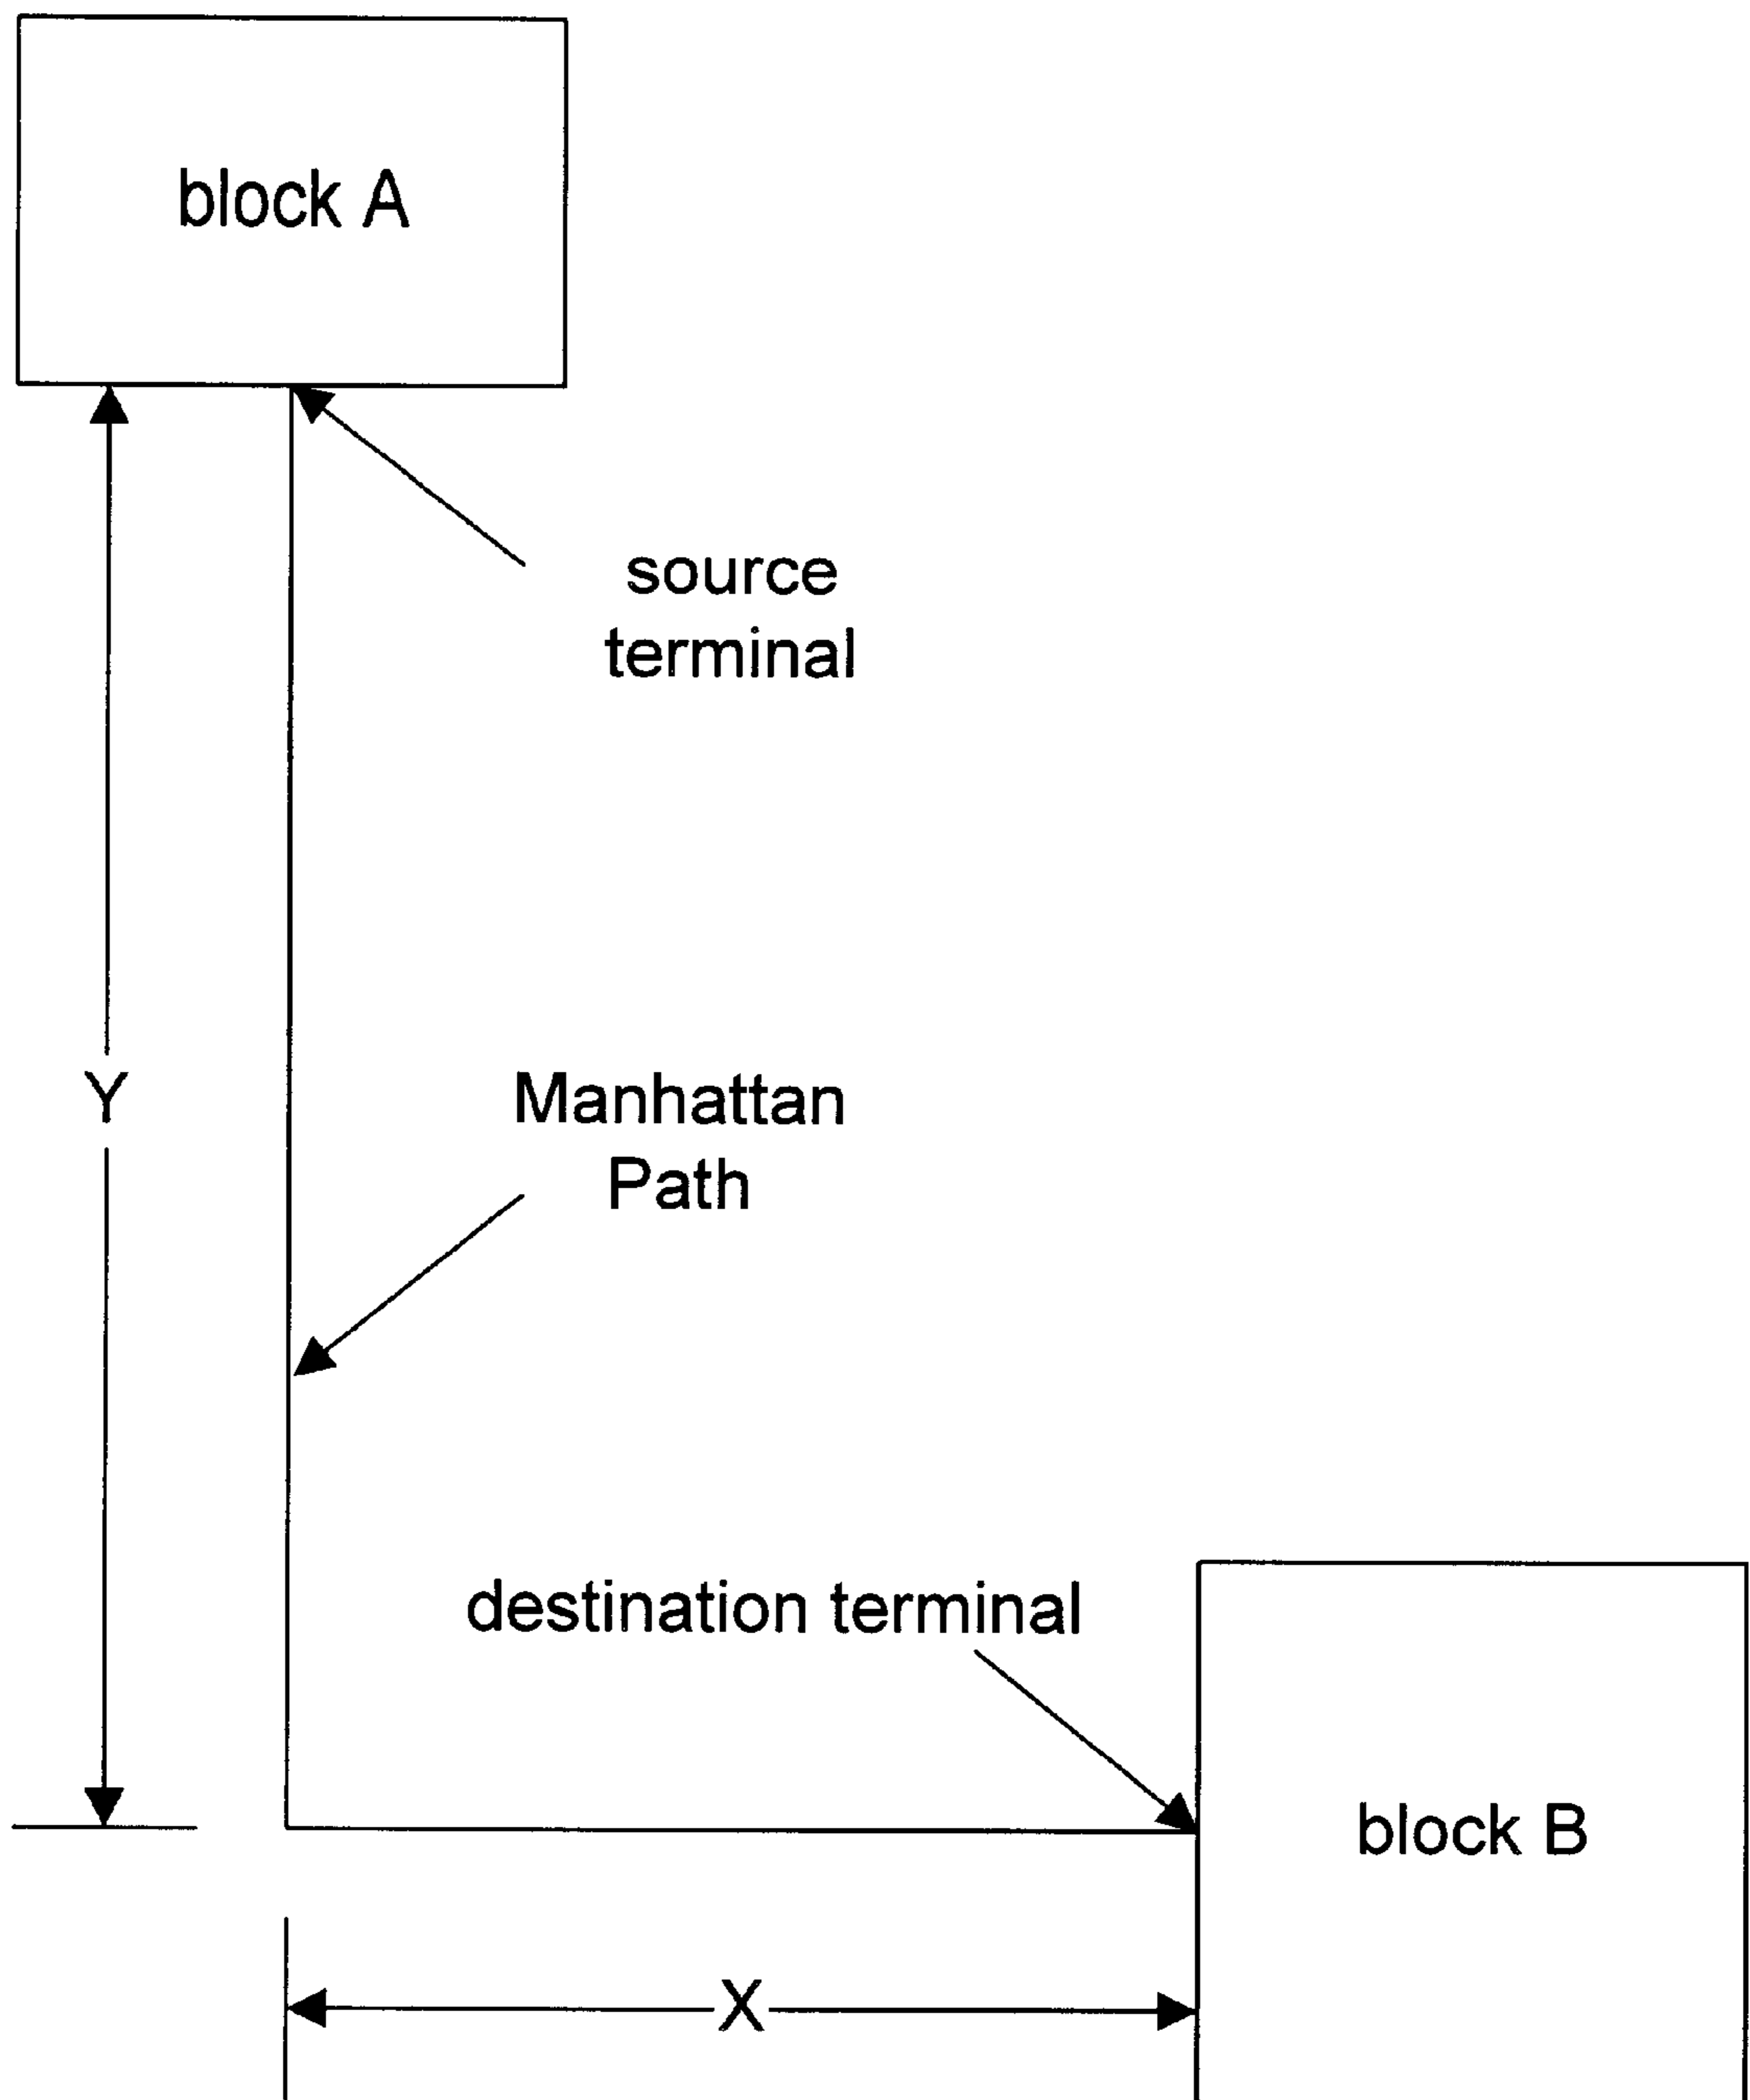 block A
source
terminal
Y
Manhattan
Path
destination terminal
block B
X